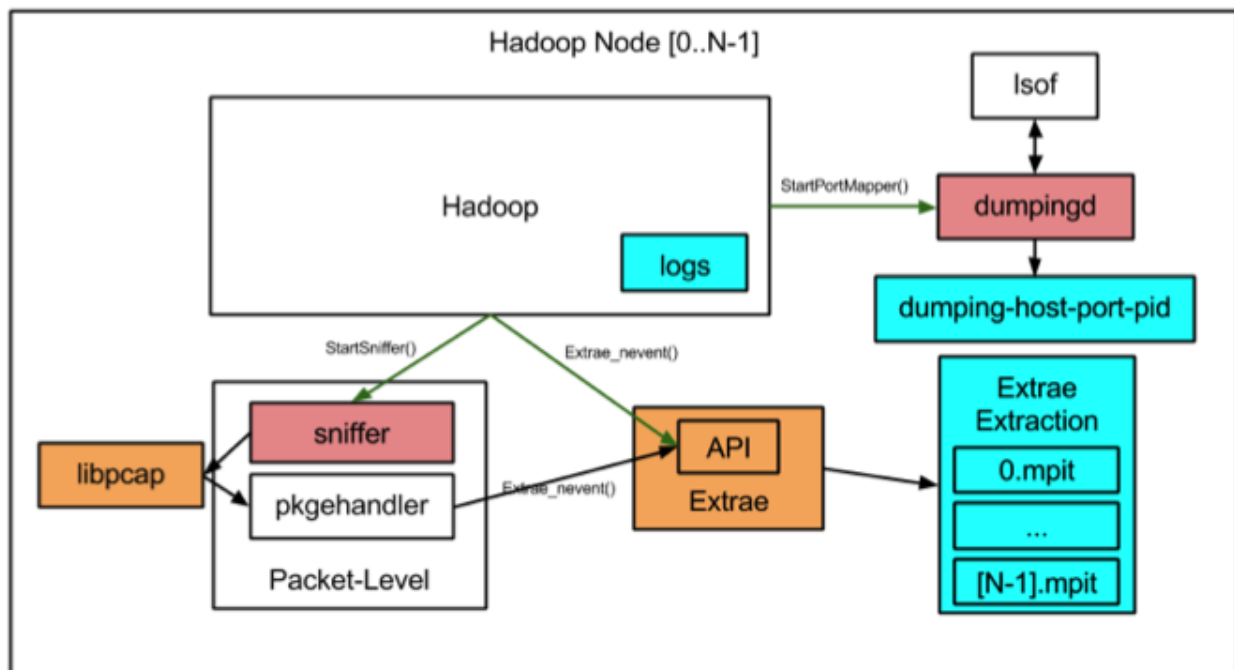 Hadoop Node [0..N-1]
lsof
StartPortMapper()
dumpingd
Hadoop
logs
dumping-host-port-pid
StartSniffer()
Extrae_nevent()
Extrae
Extraction
sniffer
API
0.mpit
libpcap
pkgehandler
Extrae_nevent()
Extrae
...
Packet-Level
[N-1].mpit